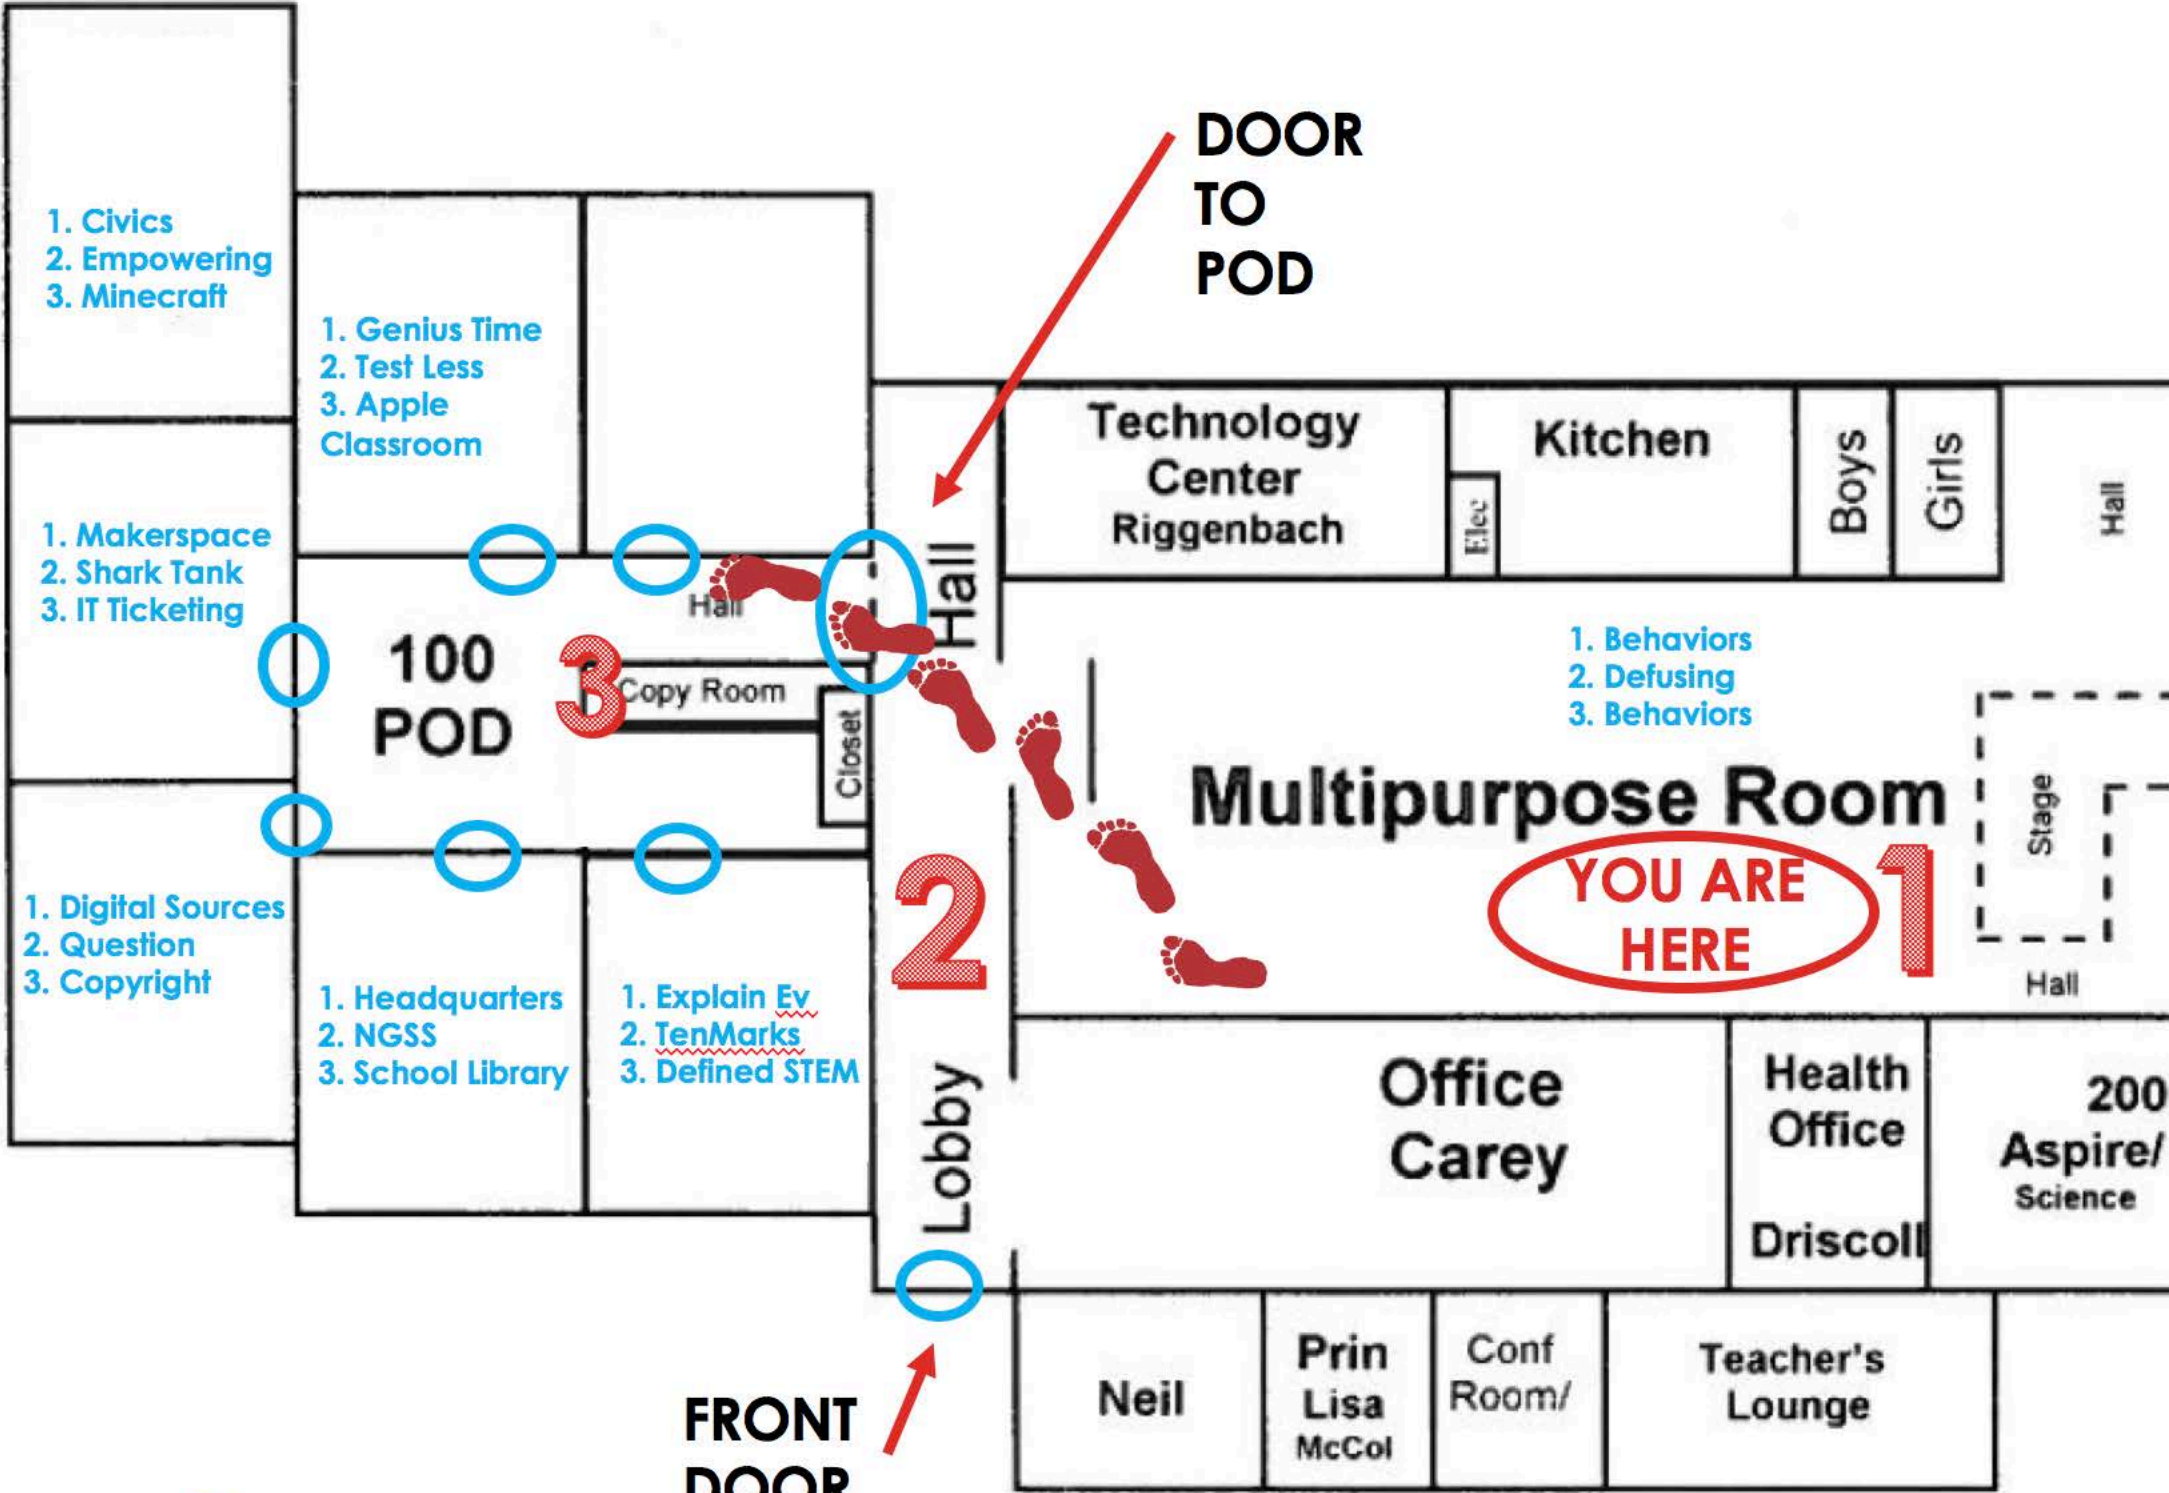 DOOR
TO
POD
1. Civics
2. Empowering
3. Minecraft
1. Genius Time
2. Test Less
3. Apple
Classroom
Technology
Center
Riggenbach
Elec
Kitchen
Boys
Girls
Hall
1. Makerspace
2. Shark Tank
3. IT Ticketing
Hall
Hall
100
POD
3
Copy Room
Closet
1. Behaviors
2. Defusing
3. Behaviors
Multipurpose Room
YOU ARE
HERE
1
Stage
Hall
2
1. Digital Sources
2. Question
3. Copyright
1. Headquarters
2. NGSS
3. School Library
1. Explain Ev
2. TenMarks
3. Defined STEM
Lobby
Office
Carey
Health
Office
Driscoll
200
Aspire/
Science
Neil
Prin
Lisa
McCol
Conf
Room/
Teacher's
Lounge
FRONT
DOOR